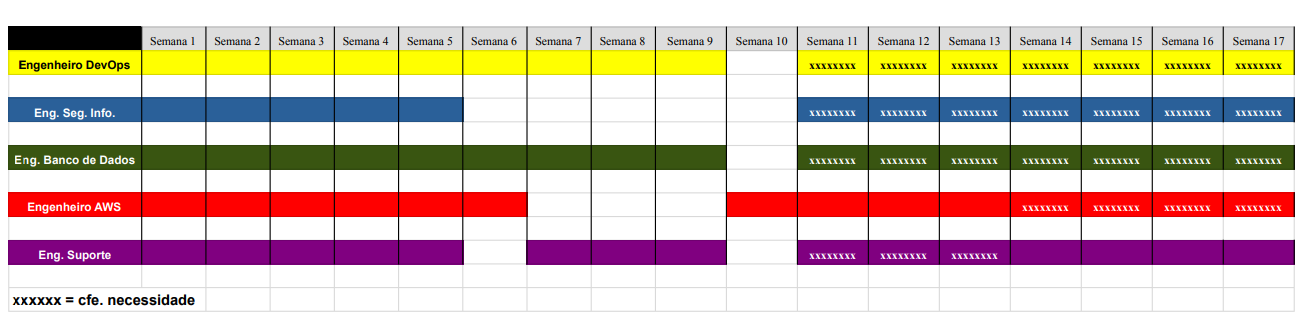 Semana 1 Semana 2 Semana 3 Semana 4 Semana 5 Semana 6 Semana 7 Semana 8 Semana 9 Semana 10 Semana 11 Semana 12 Semana 13 Semana 14 Semana 15 Semana 16 Semana 17
Engenheiro DevOps xxxxxxxx xxxxxxxx xxxxxxxx xxxxxxxx xxxxxxxx xxxxxxxx xxxxxxxx
Eng. Seg. Info. xxxxxxxx xxxxxxxx xxxxxxxx xxxxxxxx xxxxxxxx xxxxxxxx xxxxxxxx
Eng. Banco de Dados xxxxxxxx xxxxxxxx xxxxxxxx xxxxxxxx xxxxxxxx xxxxxxxx xxxxxxxx
Engenheiro AWS xxxxxxxx xxxxxxxx xxxxxxxx xxxxxxxx
Eng. Suporte xxxxxxxx xxxxxxxx xxxxxxxx
xxxxxx = cfe. necessidade